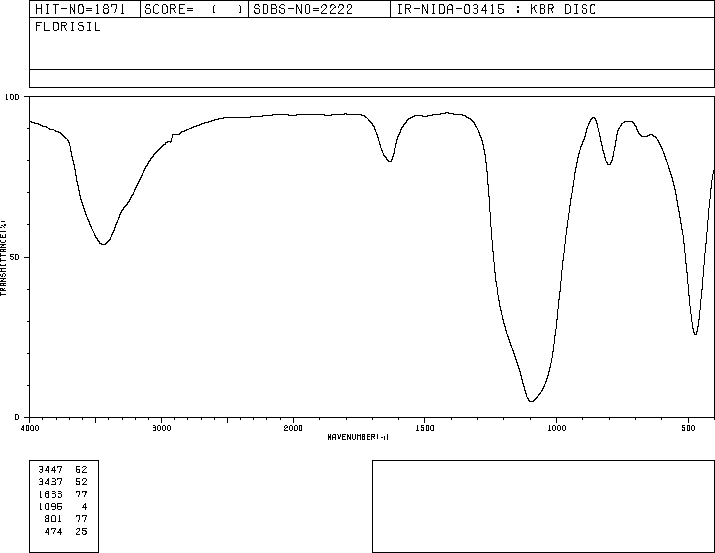 HIT-NO=1871 SCORE= ( ) SDBS-NO=2222 IR-NIDA-03415 : KBR DISC
FLORISIL
100
50
0
TRANSMITTANCE(%)
4000 3000 2000 1500 1000 500
WAVENUMBER(-1)
3447 52
3437 52
1633 77
1095 4
801 77
474 25